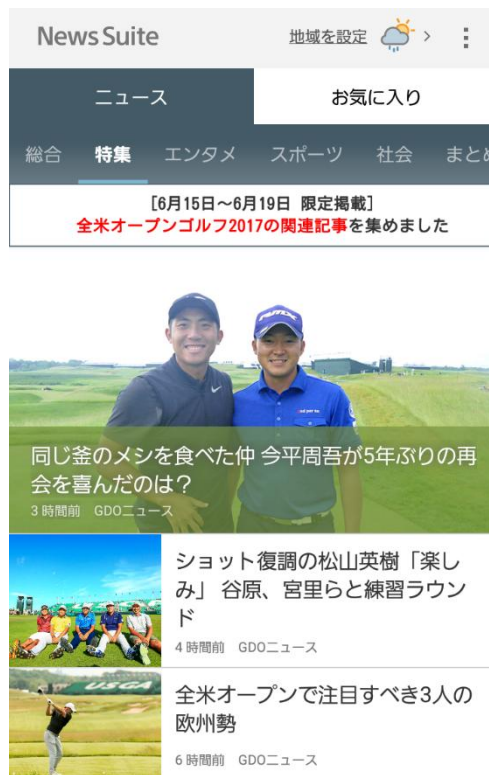 News Suite
地域を設定
ニュース
お気に入り
総合 特集 エンタメ スポーツ 社会 まとめ
[6月15日～6月19日 限定掲載]
全米オープンゴルフ2017の関連記事を集めました
同じ釜のメシを食べた仲 今平周吾が5年ぶりの再
会を喜んだのは？
3時間前 GDOニュース
ショット復調の松山英樹「楽し
み」 谷原、宮里らと練習ラウン
ド
4時間前 GDOニュース
USGA
全米オープンで注目すべき3人の
欧州勢
6時間前 GDOニュース